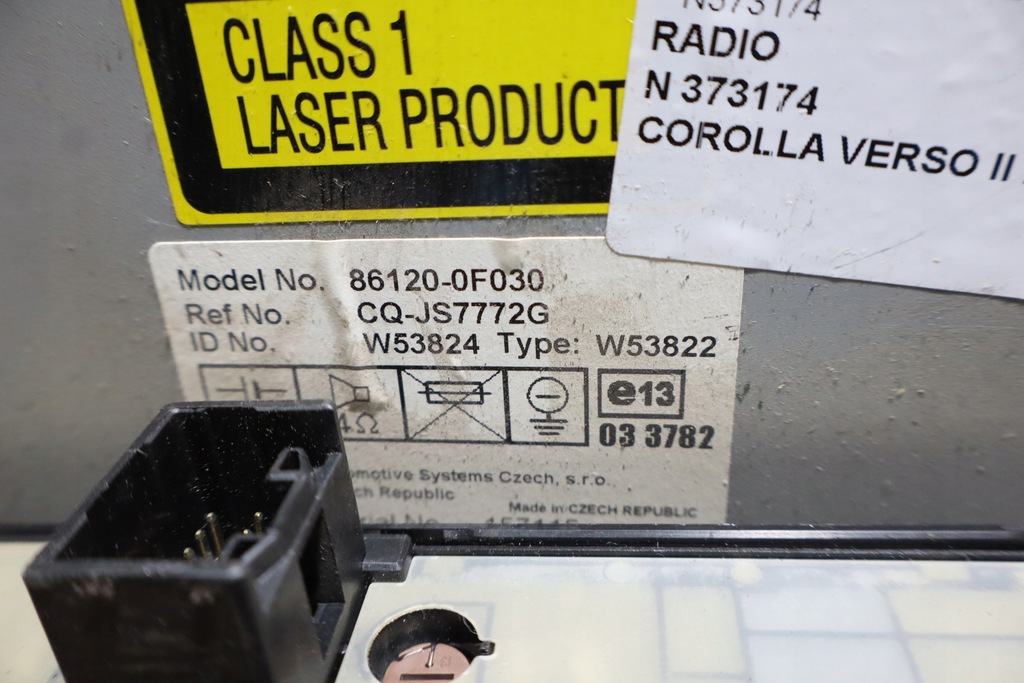 CLASS 1
LASER PRODUCT
N373174
RADIO
N 373174
COROLLA VERSO II
Model No. 86120-0F030
Ref No. CQ-JS7772G
ID No. W53824 Type: W53822
4Ω
e13
03 3782
Systems Czech, s.r.o.
Republic
Made in CZECH REPUBLIC